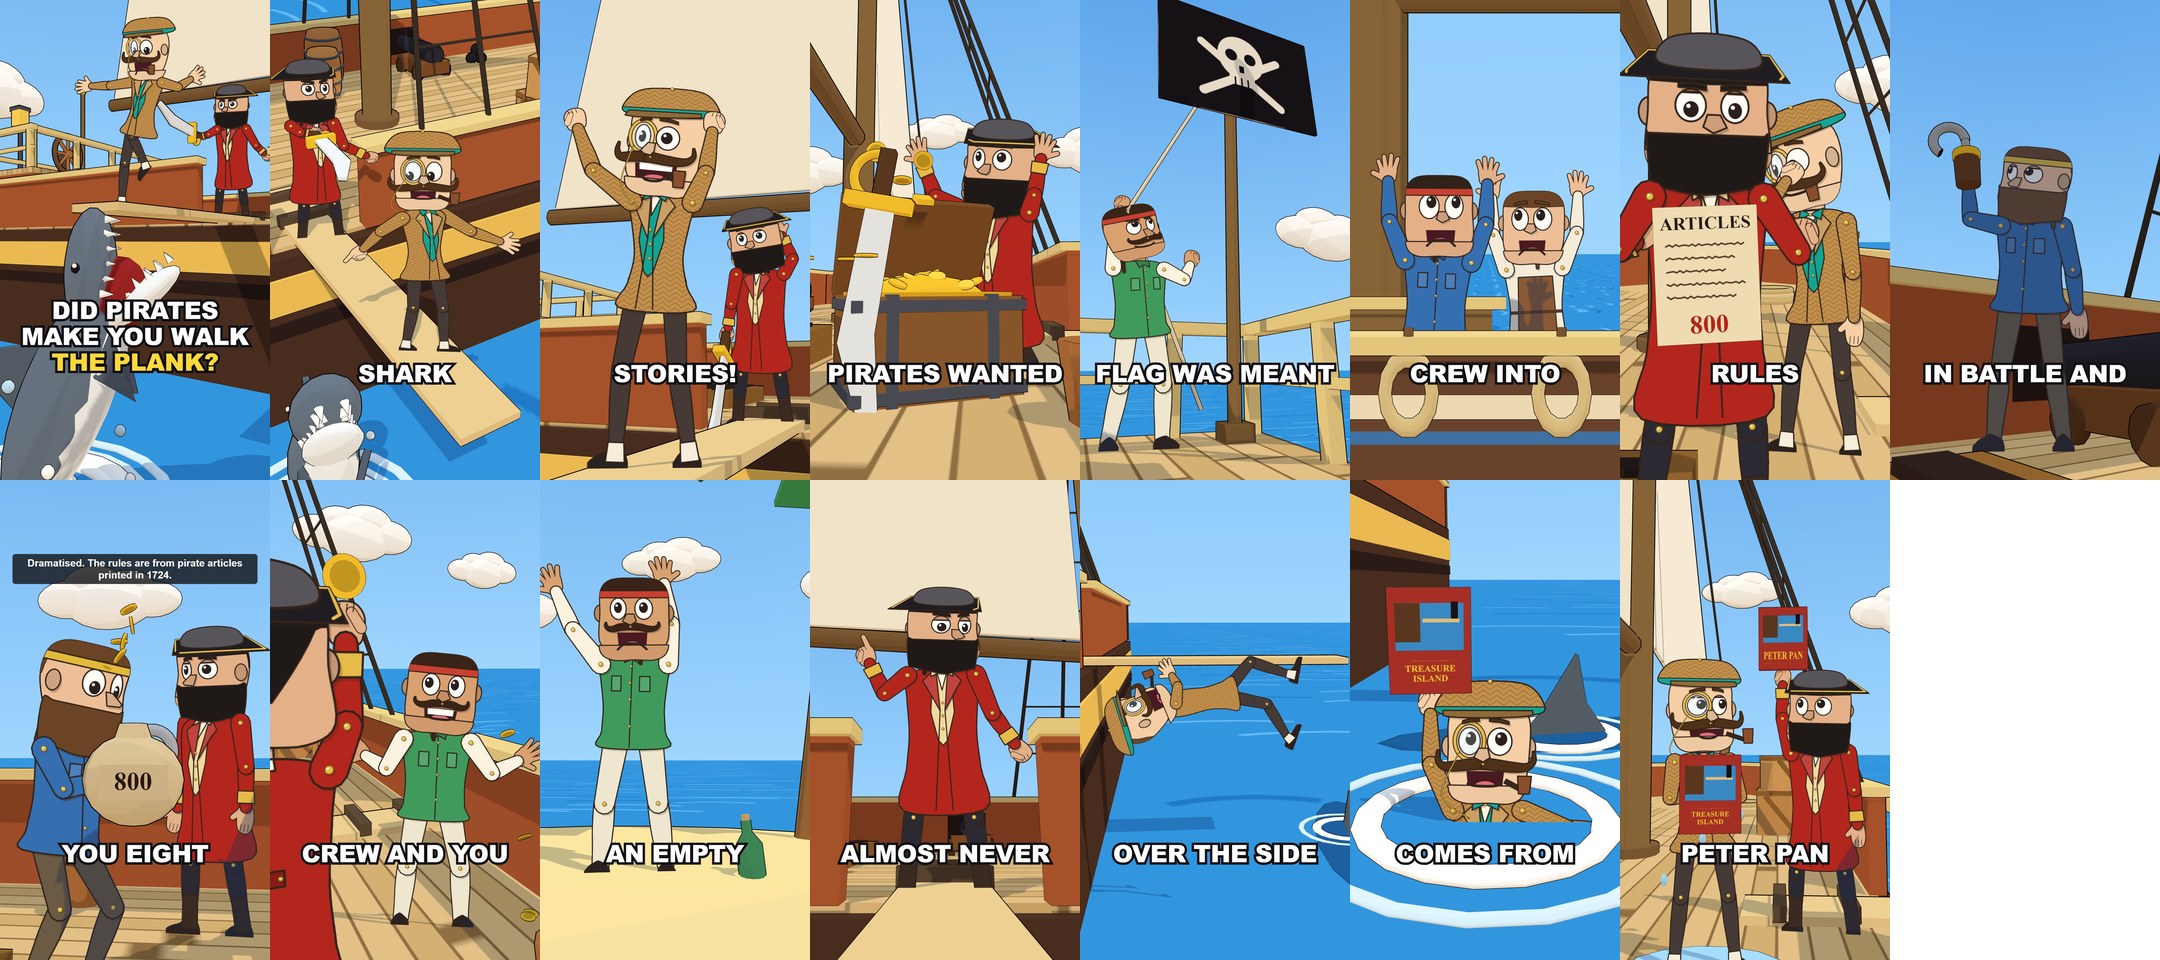 DID PIRATES
MAKE YOU WALK
THE PLANK?
SHARK
STORIES!
PIRATES WANTED
FLAG WAS MEANT
CREW INTO
ARTICLES
800
RULES
IN BATTLE AND
Dramatised. The rules are from pirate articles
printed in 1724.
800
YOU EIGHT
CREW AND YOU
AN EMPTY
ALMOST NEVER
OVER THE SIDE
TREASURE
ISLAND
COMES FROM
PETER PAN
TREASURE
ISLAND
PETER PAN